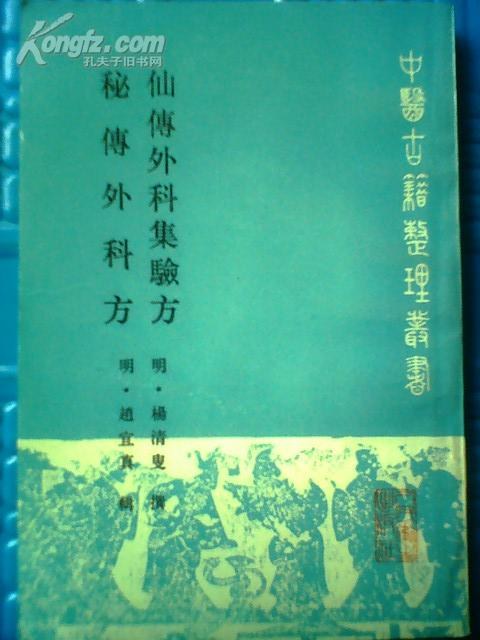 Kongfz.com
孔夫子旧书网
中醫古籍整理叢書
仙傳外科集驗方
明·楊清叟 撰
秘傳外科方
明·趙宜真 輯